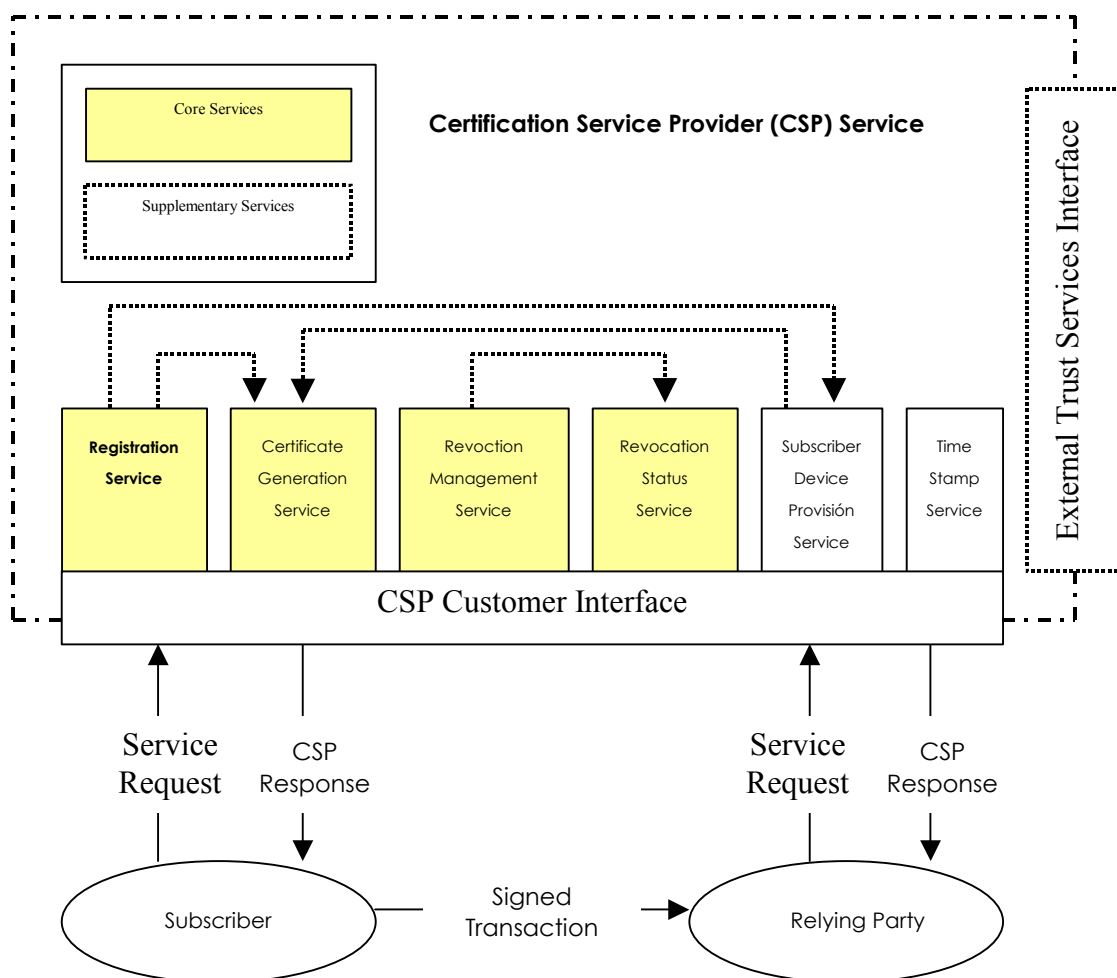 Core Services
Supplementary Services
Certification Service Provider (CSP) Service
External Trust Services Interface
Registration
Service
Certificate
Generation
Service
Revoction
Management
Service
Revocation
Status
Service
Subscriber
Device
Provisión
Service
Time
Stamp
Service
CSP Customer Interface
Service
Request
CSP
Response
Service
Request
CSP
Response
Subscriber
Signed
Transaction
Relying Party